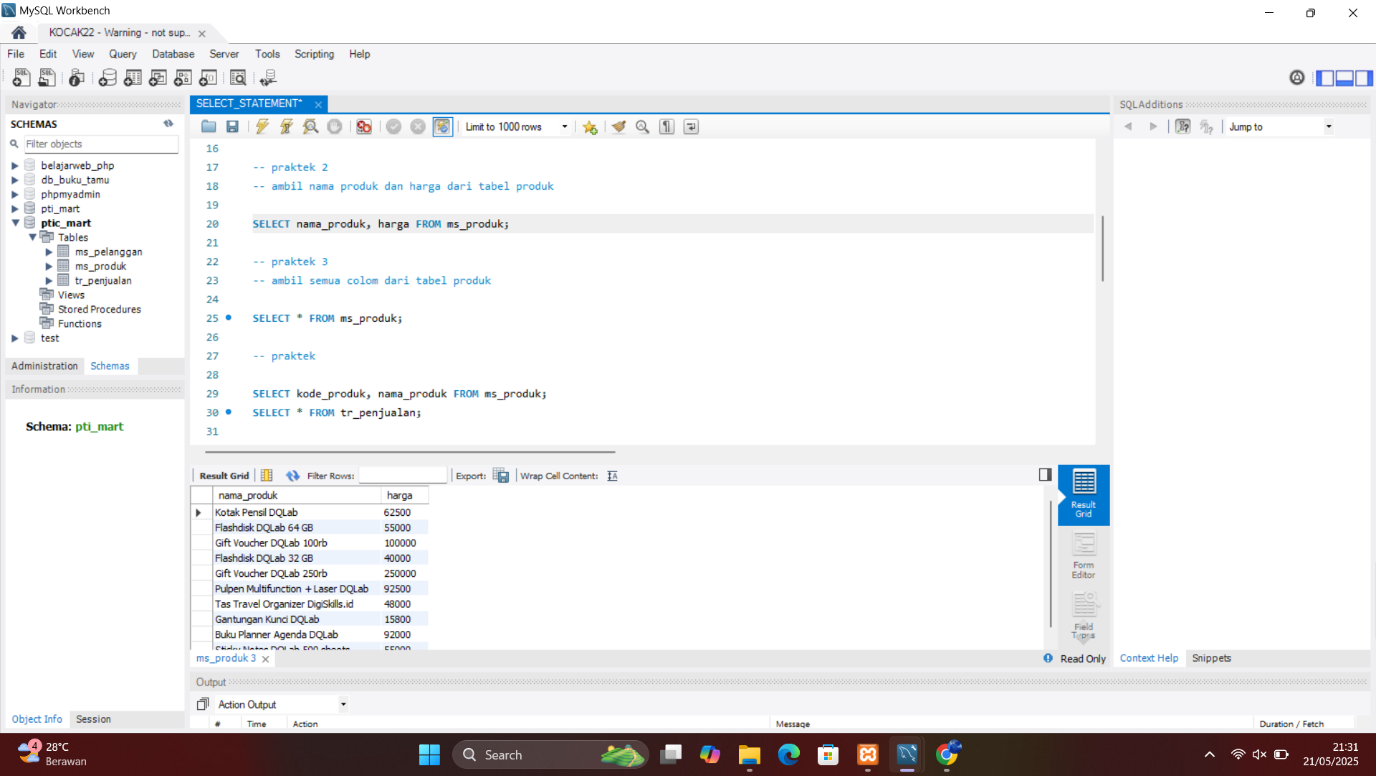 MySQL Workbench
KOCAK22 - Warning - not sup...
File Edit View Query Database Server Tools Scripting Help
Navigator
SCHEMAS
Filter objects
belajarweb_php
db_buku_tamu
phpmyadmin
pti_mart
ptic_mart
Tables
ms_pelanggan
ms_produk
tr_penjualan
Views
Stored Procedures
Functions
test
Administration Schemas
Information
Schema: pti_mart
Object Info Session
SELECT_STATEMENT*
Limit to 1000 rows
16
17 -- praktek 2
18 -- ambil nama produk dan harga dari tabel produk
19
20 SELECT nama_produk, harga FROM ms_produk;
21
22 -- praktek 3
23 -- ambil semua colom dari tabel produk
24
25 SELECT * FROM ms_produk;
26
27 -- praktek
28
29 SELECT kode_produk, nama_produk FROM ms_produk;
30 SELECT * FROM tr_penjualan;
31
Result Grid Filter Rows: Export: Wrap Cell Content:
nama_produk harga
Kotak Pensil DQLab 62500
Flashdisk DQLab 64 GB 55000
Gift Voucher DQLab 100rb 100000
Flashdisk DQLab 32 GB 40000
Gift Voucher DQLab 250rb 250000
Pulpen Multifunction + Laser DQLab 92500
Tas Travel Organizer DigiSkills.id 48000
Gantungan Kunci DQLab 15800
Buku Planner Agenda DQLab 92000
Sticky Notes DQLab 500 sheets 55000
Result Grid
Form Editor
Field Types
ms_produk 3
Read Only
Output
Action Output
# Time Action Message Duration / Fetch
SQLAdditions
Jump to
Context Help Snippets
4
28°C
Berawan
Search
21:31
21/05/2025